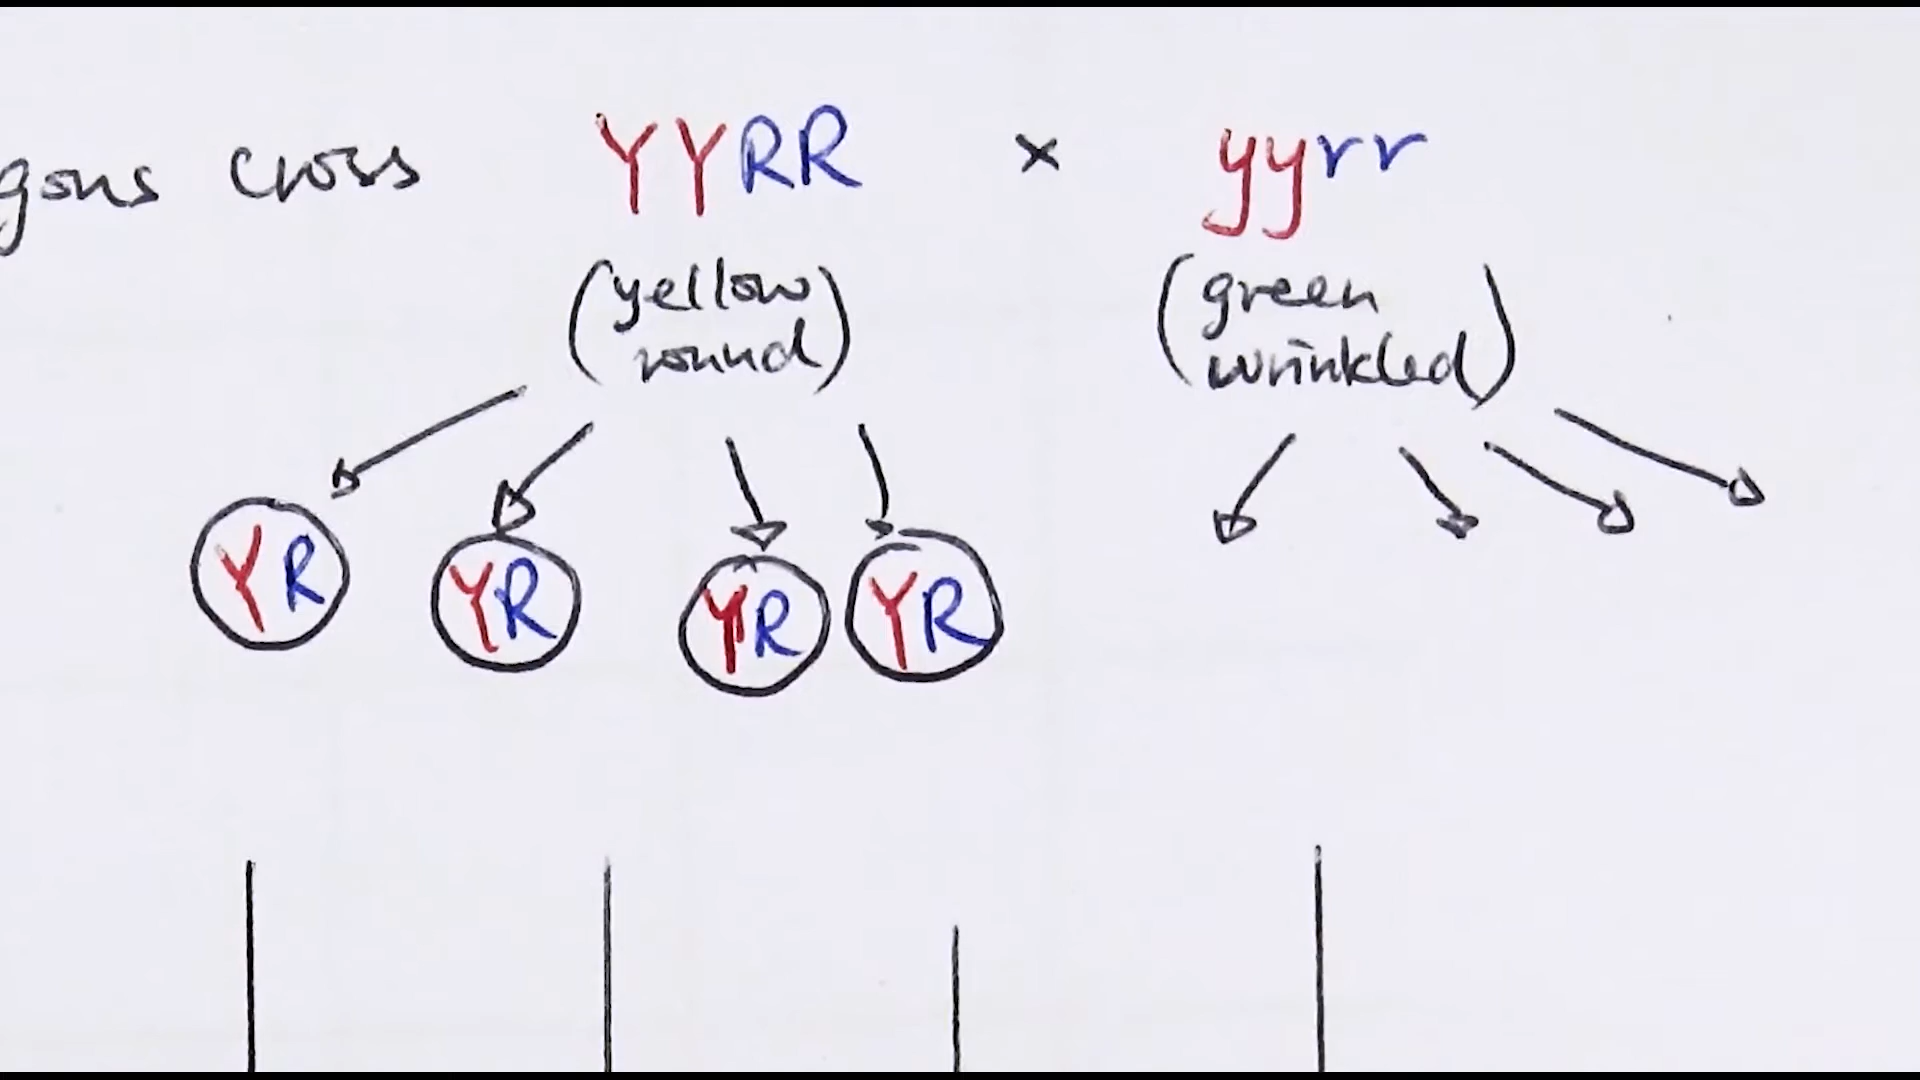 gous cross YYRR × yyrr
(yellow round)
(green wrinkled)
YR YR YR YR